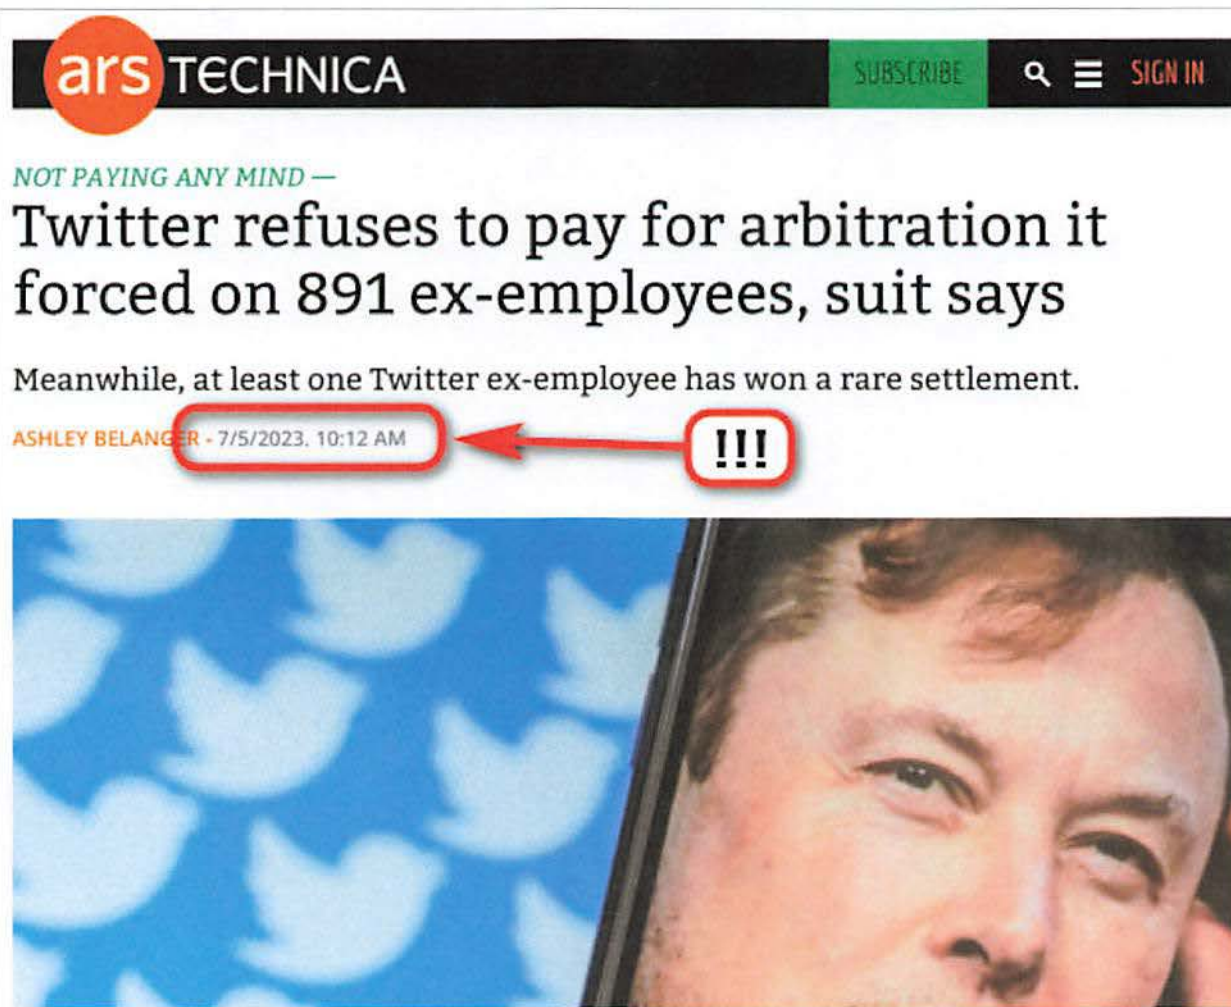 ars TECHNICA
SUBSCRIBE
SIGN IN
NOT PAYING ANY MIND —
Twitter refuses to pay for arbitration it
forced on 891 ex-employees, suit says
Meanwhile, at least one Twitter ex-employee has won a rare settlement.
ASHLEY BELANGER - 7/5/2023, 10:12 AM
!!!